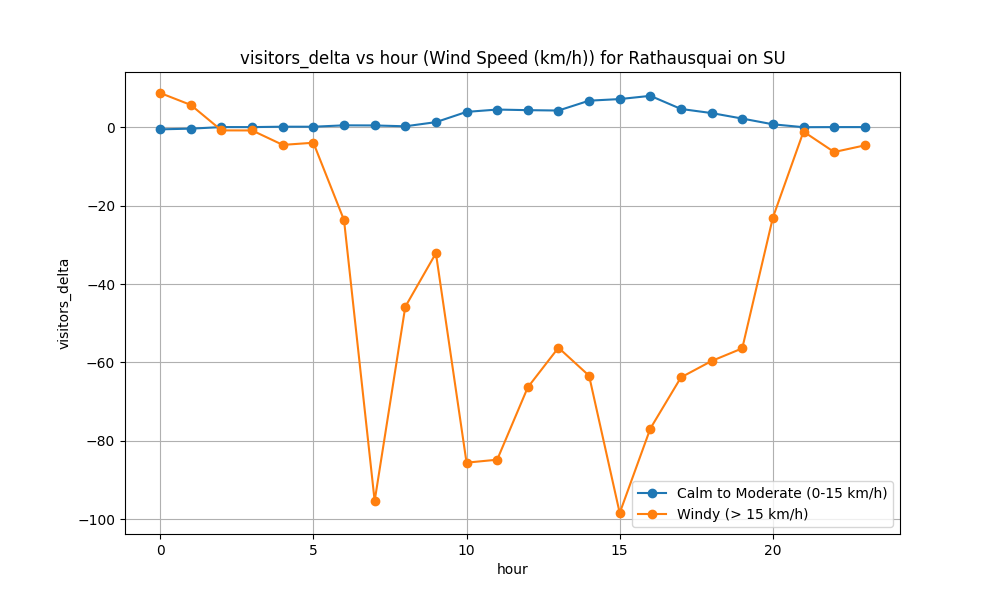 visitors_delta vs hour (Wind Speed (km/h)) for Rathausquai on SU
visitors_delta
0
−20
−40
−60
−80
−100
Calm to Moderate (0-15 km/h)
Windy (> 15 km/h)
0 5 10 15 20
hour